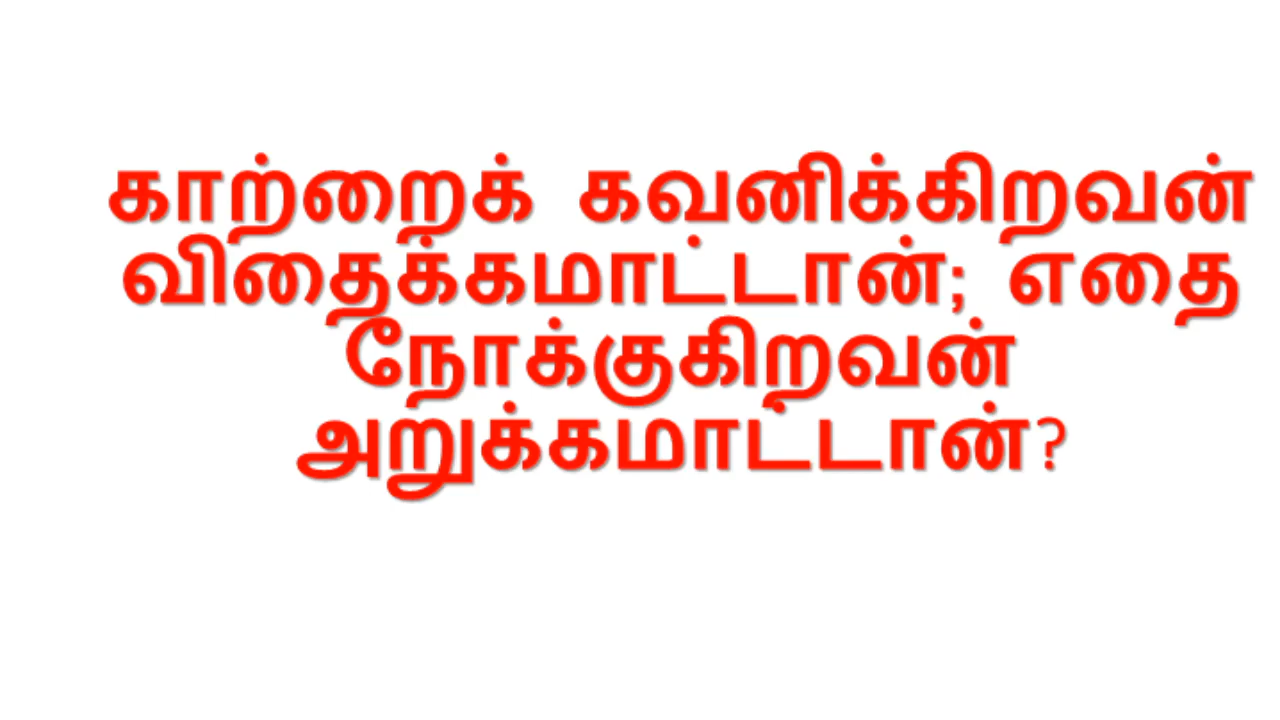 காற்றைக் கவனிக்கிறவன்
விதைக்கமாட்டான்; எதை
நோக்குகிறவன்
அறுக்கமாட்டான்?